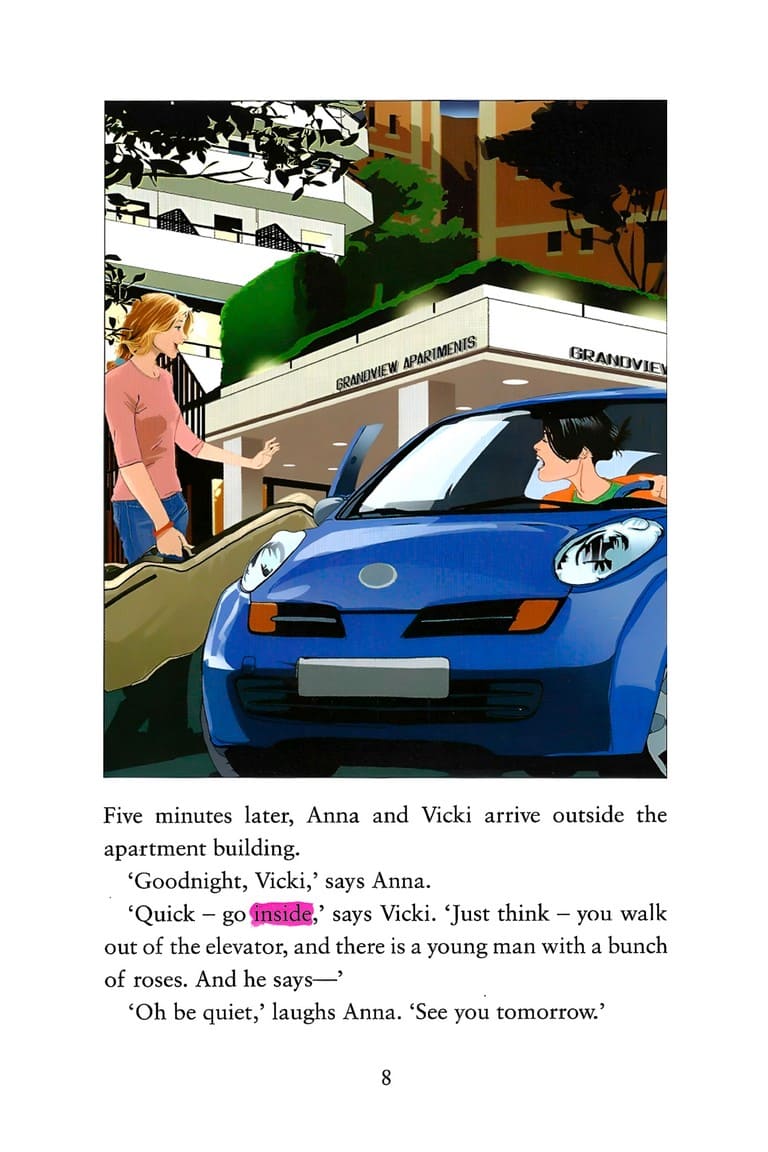 GRANDVIEW APARTMENTS
GRANDVIEW
Five minutes later, Anna and Vicki arrive outside the
apartment building.
‘Goodnight, Vicki,’ says Anna.
‘Quick – go inside,’ says Vicki. ‘Just think – you walk
out of the elevator, and there is a young man with a bunch
of roses. And he says—’
‘Oh be quiet,’ laughs Anna. ‘See you tomorrow.’
8